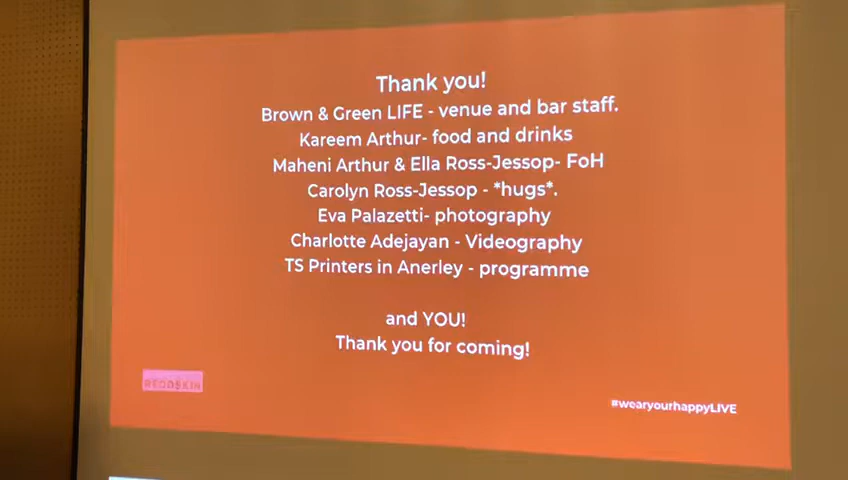 Thank you!
Brown & Green LIFE - venue and bar staff.
Kareem Arthur- food and drinks
Maheni Arthur & Ella Ross-Jessop- FoH
Carolyn Ross-Jessop - *hugs*.
Eva Palazetti- photography
Charlotte Adejayan - Videography
TS Printers in Anerley - programme
and YOU!
Thank you for coming!
#wearyourhappyLIVE